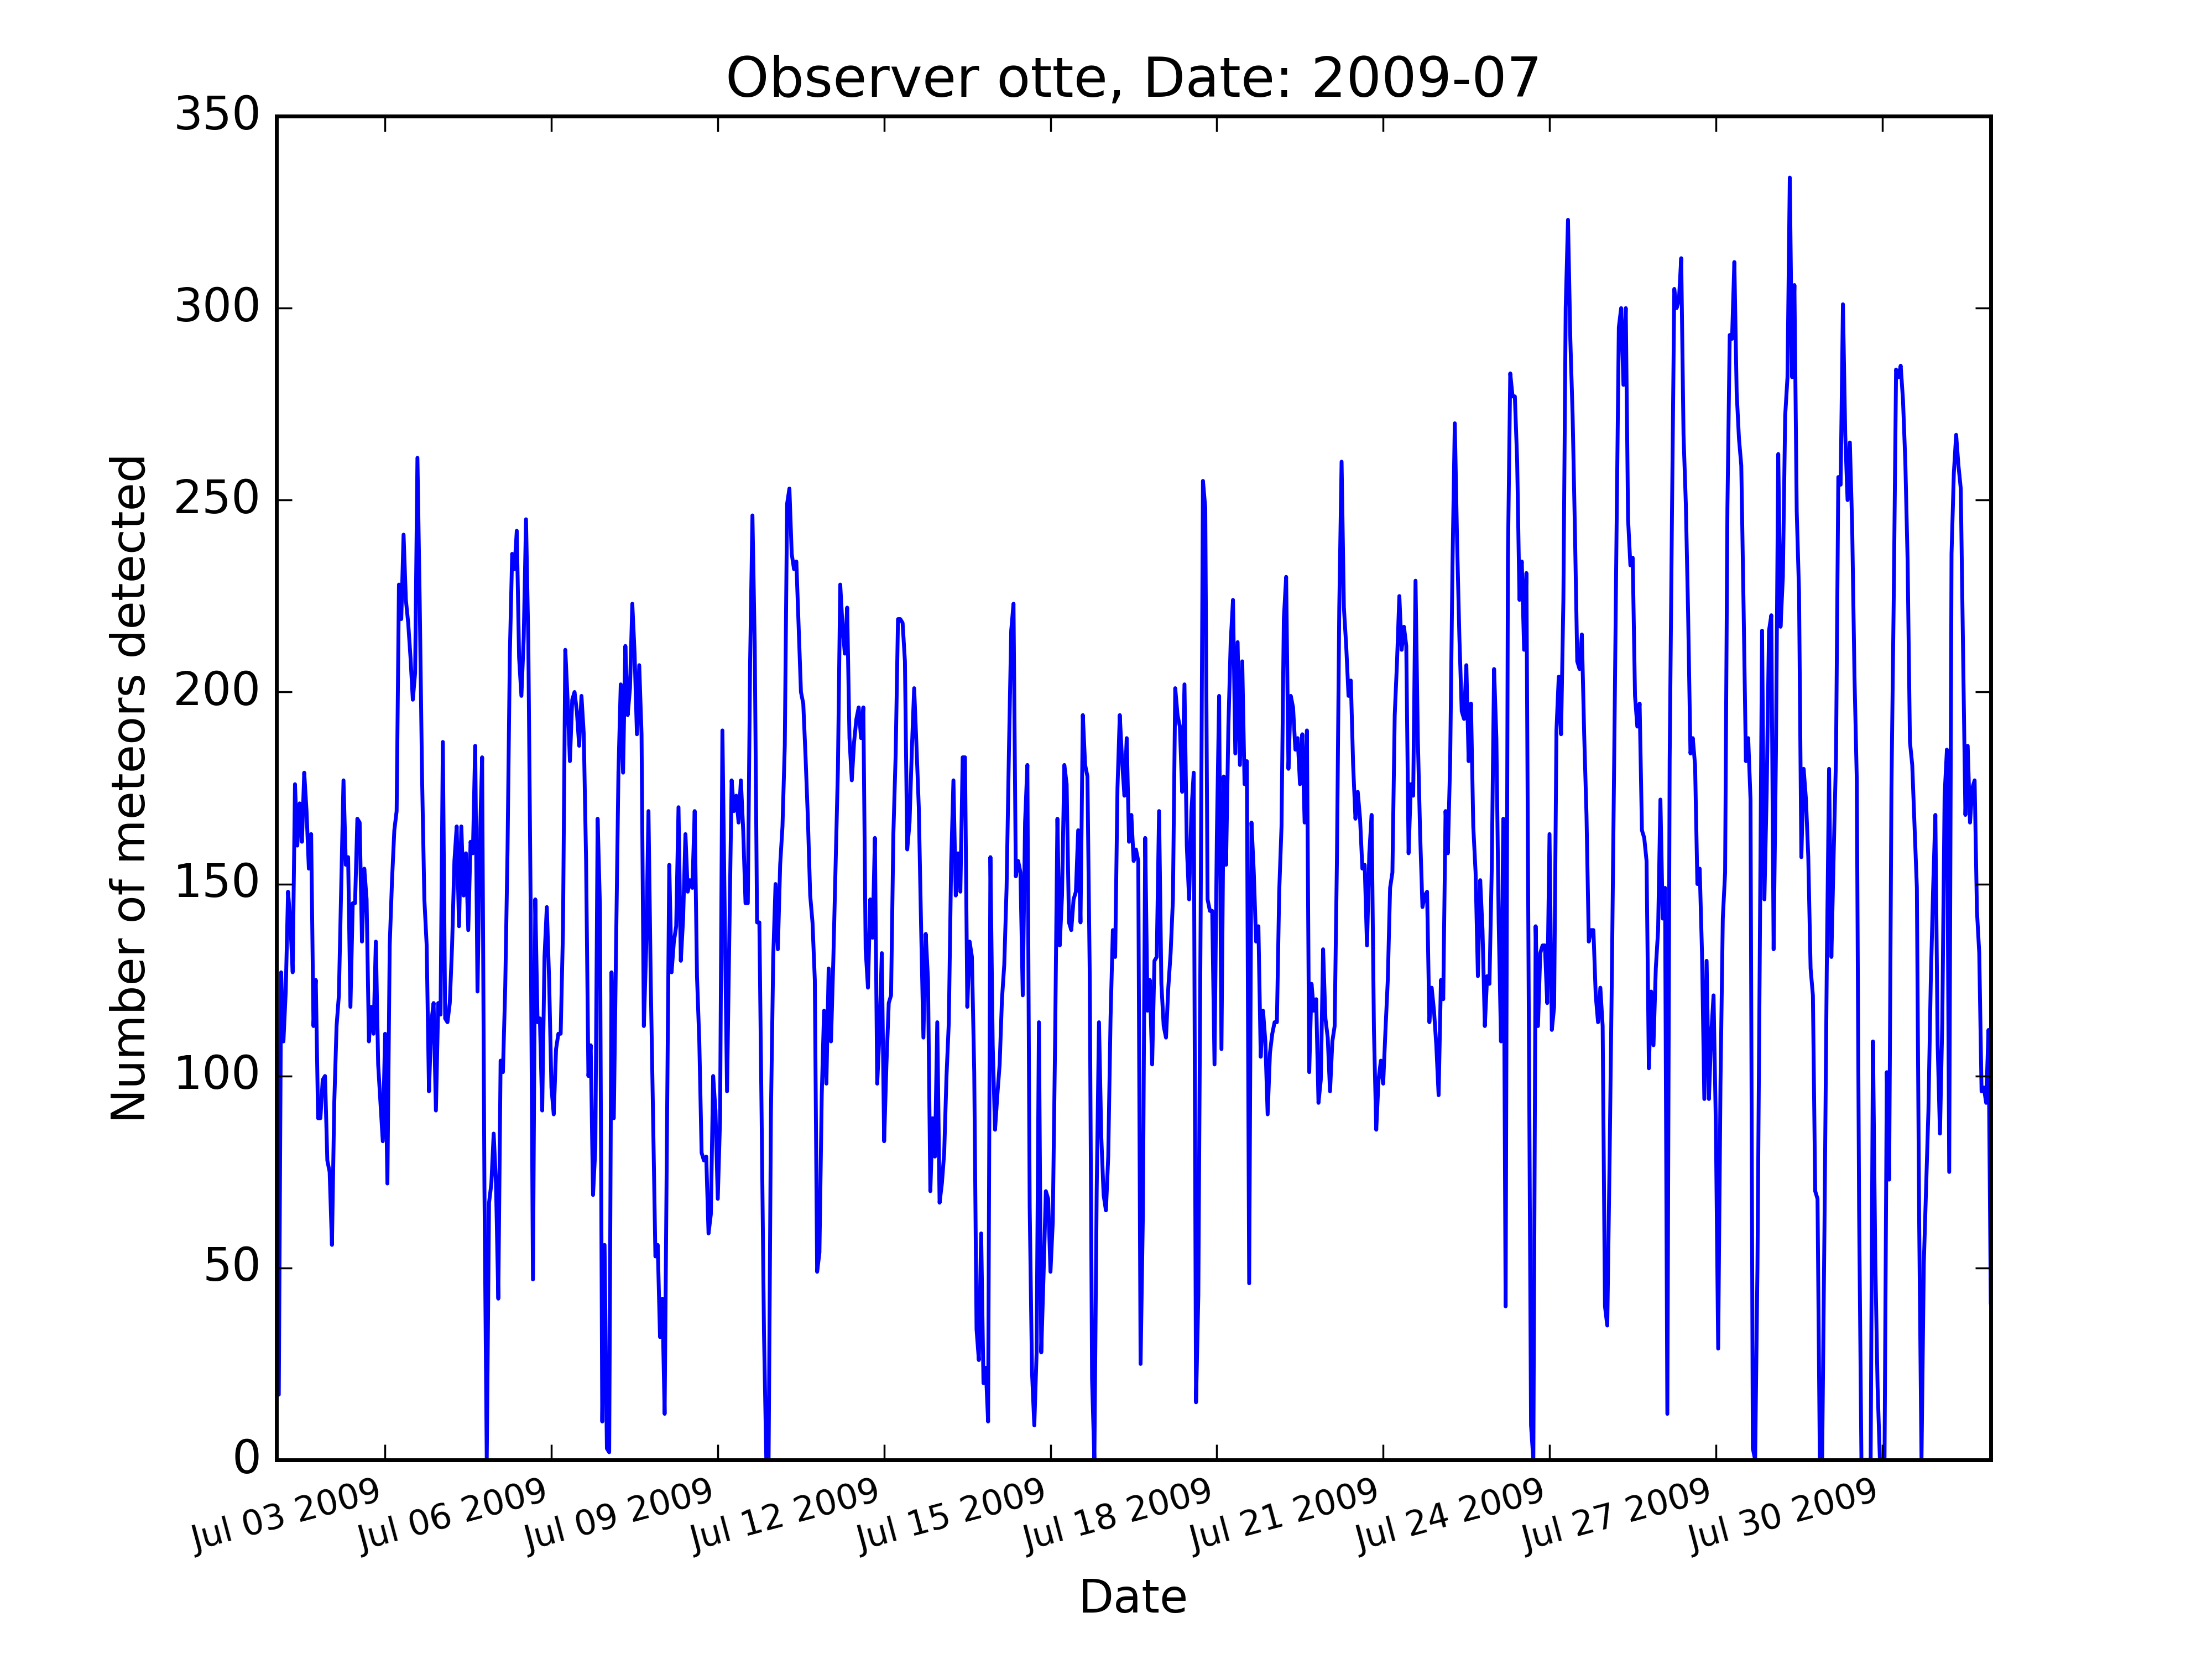 Observer otte, Date: 2009-07
350
300
250
200
150
100
50
0
Number of meteors detected
Jul 03 2009
Jul 06 2009
Jul 09 2009
Jul 12 2009
Jul 15 2009
Jul 18 2009
Jul 21 2009
Jul 24 2009
Jul 27 2009
Jul 30 2009
Date